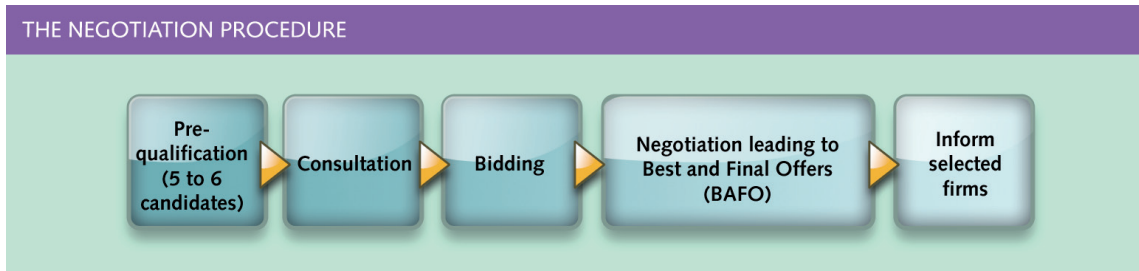 THE NEGOTIATION PROCEDURE
Pre-
qualification
(5 to 6
candidates)
Consultation
Bidding
Negotiation leading to
Best and Final Offers
(BAFO)
Inform
selected
firms